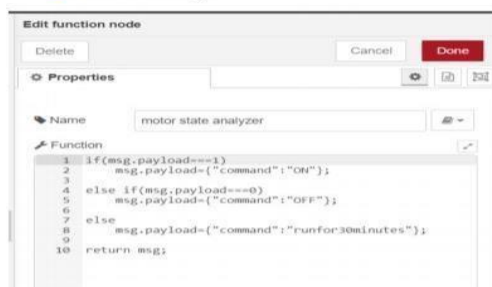 Edit function node
Delete
Cancel
Done
Properties
Name
motor state analyzer
Function
1 if(msg.payload===1)
2 msg.payload={"command":"ON"};
3
4 else if(msg.payload===0)
5 msg.payload={"command":"OFF"};
6
7 else
8 msg.payload={"command":"runfor30minutes"};
9
10 return msg;